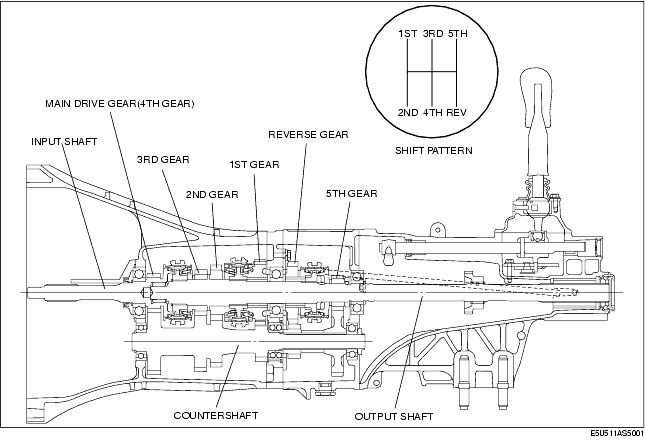 1ST 3RD 5TH
2ND 4TH REV
SHIFT PATTERN
MAIN DRIVE GEAR(4TH GEAR)
REVERSE GEAR
INPUT SHAFT
3RD GEAR
1ST GEAR
2ND GEAR
5TH GEAR
COUNTERSHAFT
OUTPUT SHAFT
E5U511AS5001